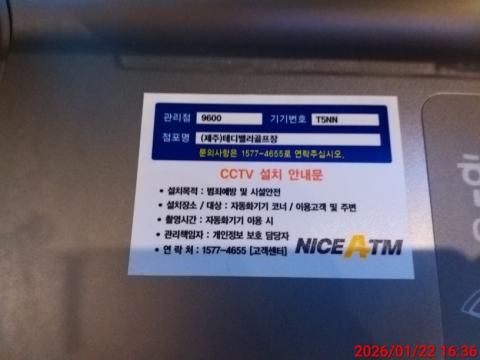 관리점 9600 기기번호 T5NN
점포명 (제주)테디밸리골프장
문의사항은 1577-4655로 연락주십시오.
CCTV 설치 안내문
• 설치목적 : 범죄예방 및 시설안전
• 설치장소 / 대상 : 자동화기기 코너 / 이용고객 및 주변
• 촬영시간 : 자동화기기 이용 시
• 관리책임자 : 개인정보 보호 담당자
• 연 락 처 : 1577-4655 [고객센터]
NICE ATM
2026/01/22 16:36